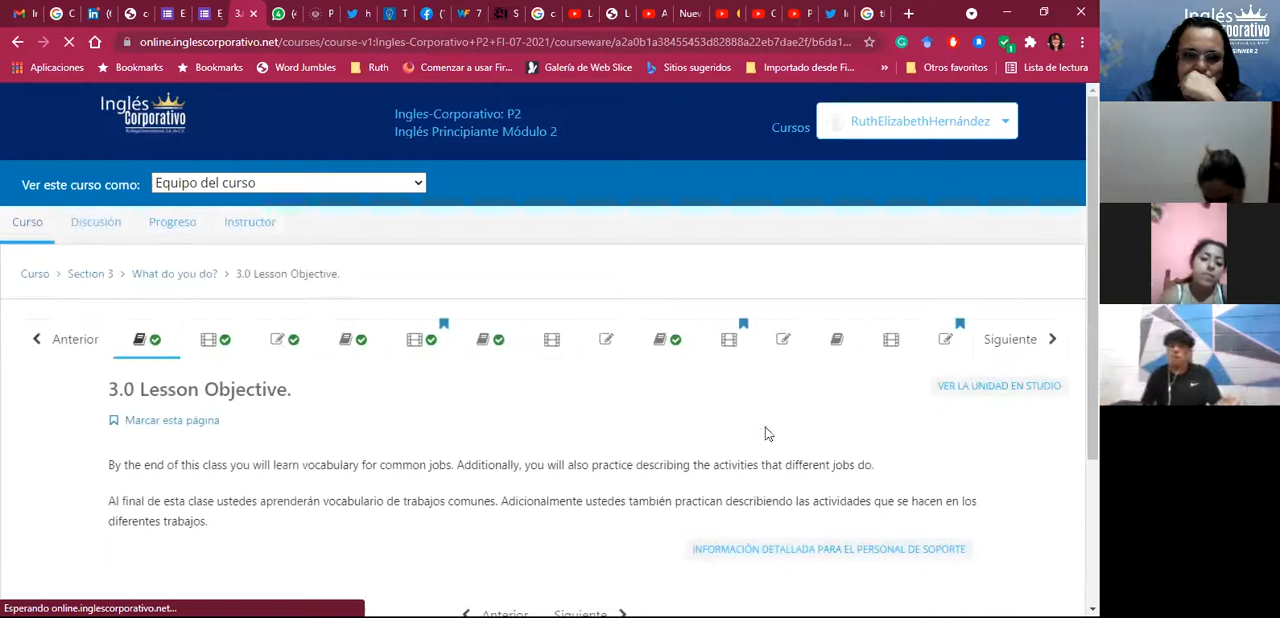 online.inglescorporativo.net/courses/course-v1:Ingles-Corporativo+P2+FI-07-2021/courseware/a2a0b1a38455453d82888a22eb7dae2f/b6da1...
Aplicaciones
Bookmarks
Bookmarks
Word Jumbles
Ruth
Comenzar a usar Fir...
Galería de Web Slice
Sitios sugeridos
Importado desde Fi...
»
Otros favoritos
Lista de lectura
Inglés
Corporativo
Ingles-Corporativo: P2
Inglés Principiante Módulo 2
Cursos
RuthElizabethHernández
Ver este curso como:
Equipo del curso
Curso
Discusión
Progreso
Instructor
Curso > Section 3 > What do you do? > 3.0 Lesson Objective.
Anterior
Siguiente
3.0 Lesson Objective.
VER LA UNIDAD EN STUDIO
Marcar esta página
By the end of this class you will learn vocabulary for common jobs. Additionally, you will also practice describing the activities that different jobs do.
Al final de esta clase ustedes aprenderán vocabulario de trabajos comunes. Adicionalmente ustedes también practican describiendo las actividades que se hacen en los
diferentes trabajos.
INFORMACIÓN DETALLADA PARA EL PERSONAL DE SOPORTE
Anterior
Siguiente
Esperando online.inglescorporativo.net...
Inglés